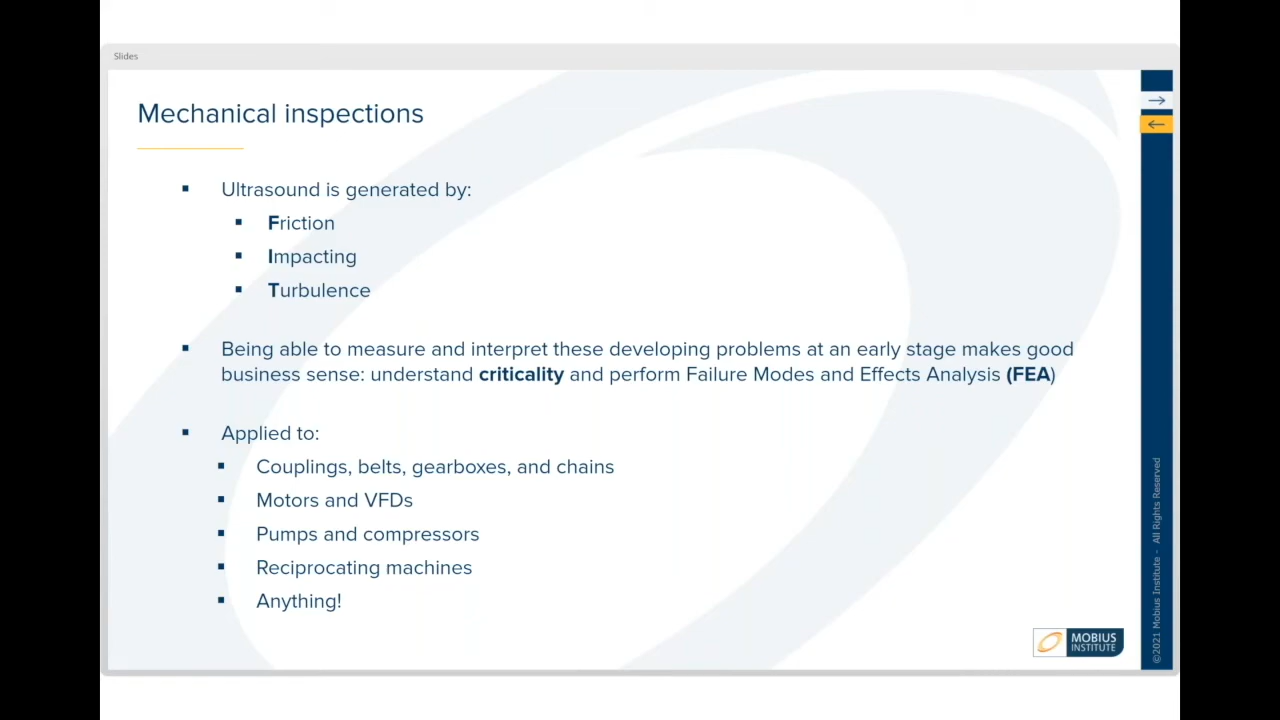 Slides
Mechanical inspections
▪ Ultrasound is generated by:
▪ Friction
▪ Impacting
▪ Turbulence
▪ Being able to measure and interpret these developing problems at an early stage makes good
business sense: understand criticality and perform Failure Modes and Effects Analysis (FEA)
▪ Applied to:
▪ Couplings, belts, gearboxes, and chains
▪ Motors and VFDs
▪ Pumps and compressors
▪ Reciprocating machines
▪ Anything!
MOBIUS
INSTITUTE
©2021 Mobius Institute - All Rights Reserved